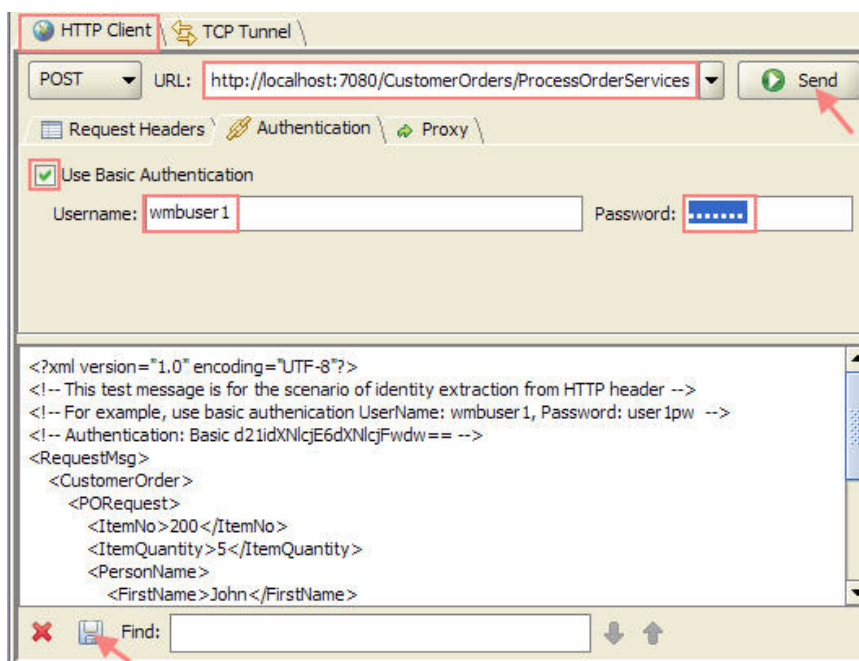 HTTP Client TCP Tunnel
POST URL: http://localhost:7080/CustomerOrders/ProcessOrderServices Send
Request Headers Authentication Proxy
Use Basic Authentication
Username: wmbuser1 Password: •••••••
<?xml version="1.0" encoding="UTF-8"?>
<!-- This test message is for the scenario of identity extraction from HTTP header -->
<!-- For example, use basic authenication UserName: wmbuser1, Password: user1pw -->
<!-- Authentication: Basic d21idXNlcjE6dXNlcjFwdw== -->
<RequestMsg>
<CustomerOrder>
<PORequest>
<ItemNo>200</ItemNo>
<ItemQuantity>5</ItemQuantity>
<PersonName>
<FirstName>John</FirstName>
Find: